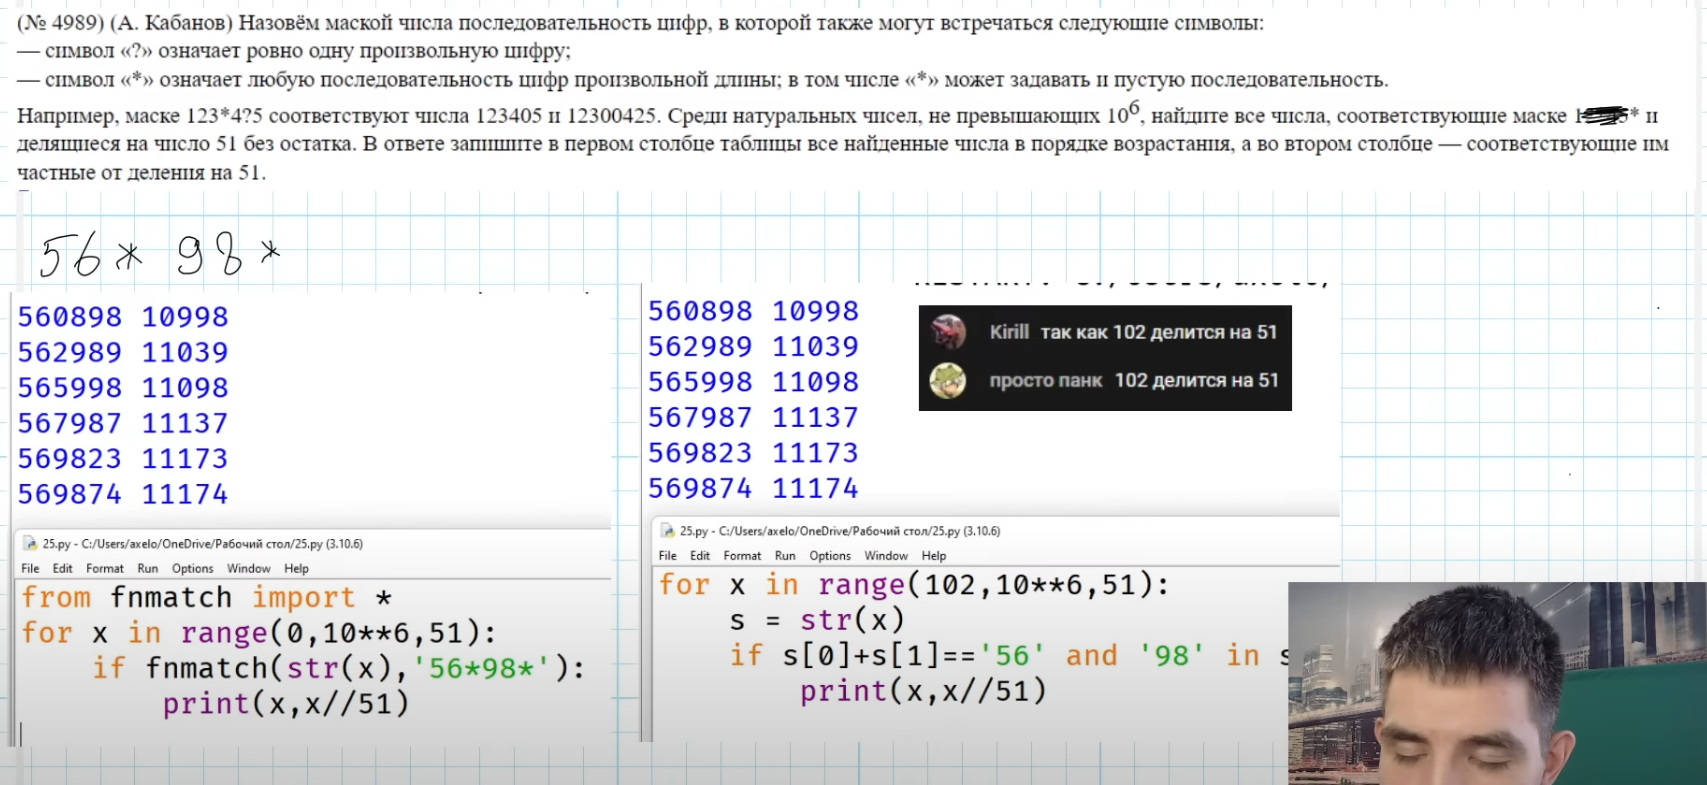 (№ 4989) (А. Кабанов) Назовём маской числа последовательность цифр, в которой также могут встречаться следующие символы:
— символ «?» означает ровно одну произвольную цифру;
— символ «*» означает любую последовательность цифр произвольной длины; в том числе «*» может задавать и пустую последовательность.
Например, маске 123*4?5 соответствуют числа 123405 и 12300425. Среди натуральных чисел, не превышающих 10^6, найдите все числа, соответствующие маске * и
делящиеся на число 51 без остатка. В ответе запишите в первом столбце таблицы все найденные числа в порядке возрастания, а во втором столбце — соответствующие им
частные от деления на 51.
56* 98*
560898 10998
562989 11039
565998 11098
567987 11137
569823 11173
569874 11174
25.py - C:/Users/axelo/OneDrive/Рабочий стол/25.py (3.10.6)
File Edit Format Run Options Window Help
from fnmatch import *
for x in range(0,10**6,51):
if fnmatch(str(x),'56*98*'):
print(x,x//51)
560898 10998
562989 11039
565998 11098
567987 11137
569823 11173
569874 11174
Kirill так как 102 делится на 51
просто панк 102 делится на 51
25.py - C:/Users/axelo/OneDrive/Рабочий стол/25.py (3.10.6)
File Edit Format Run Options Window Help
for x in range(102,10**6,51):
s = str(x)
if s[0]+s[1]=='56' and '98' in s
print(x,x//51)